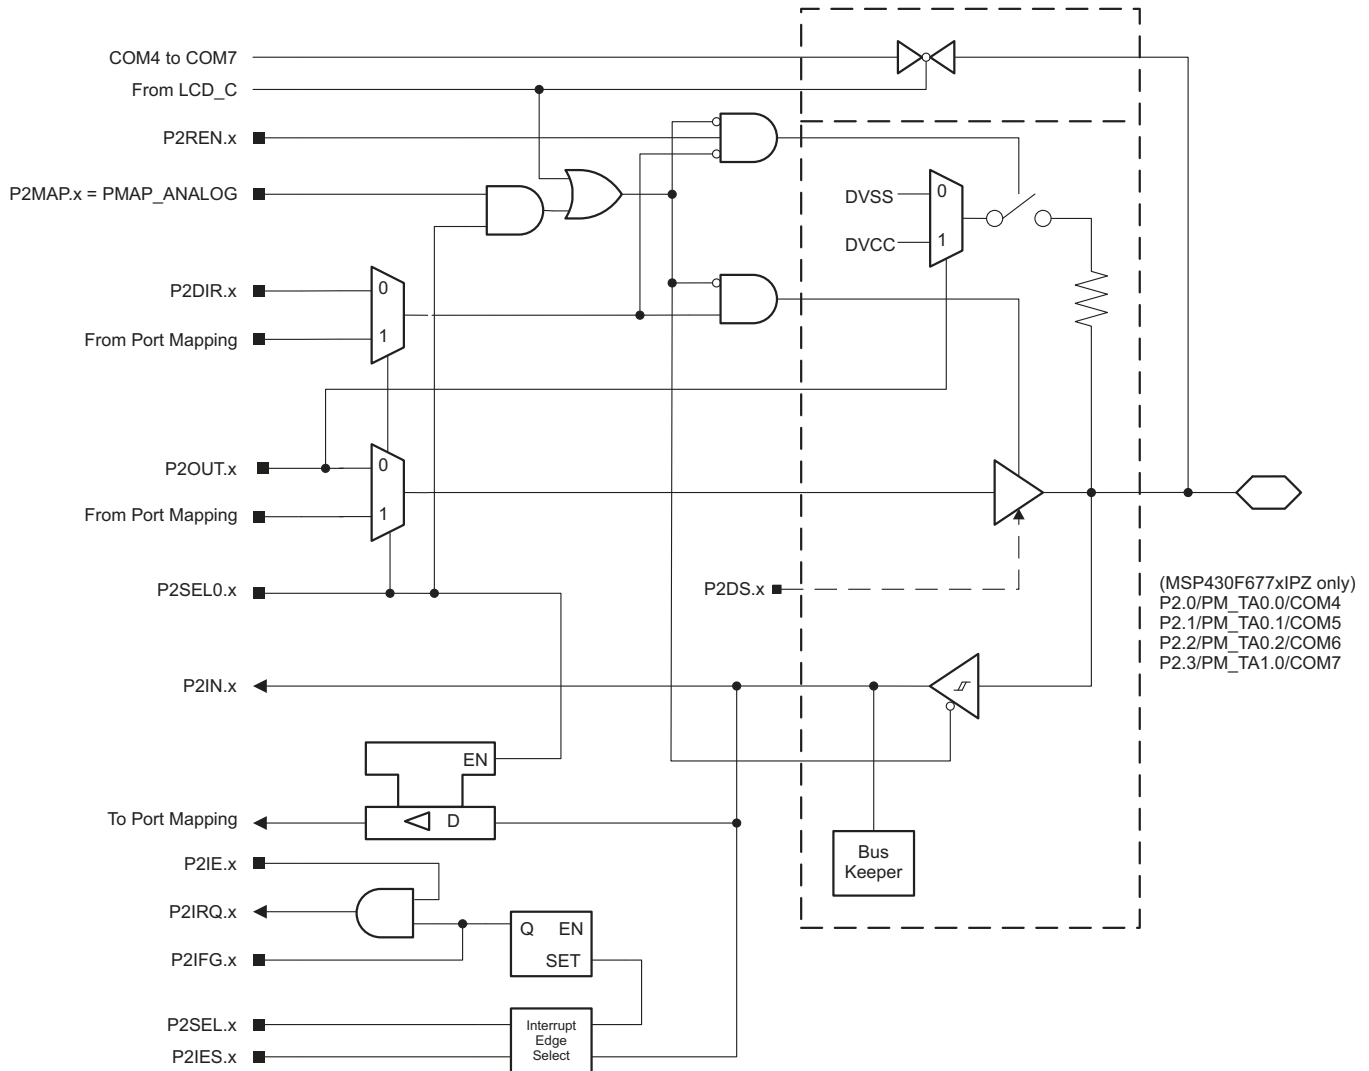 COM4 to COM7
From LCD_C
P2REN.x
P2MAP.x = PMAP_ANALOG
DVSS
0
DVCC
1
P2DIR.x
0
From Port Mapping
1
P2OUT.x
0
From Port Mapping
1
P2SEL0.x
P2DS.x
(MSP430F677xIPZ only)
P2.0/PM_TA0.0/COM4
P2.1/PM_TA0.1/COM5
P2.2/PM_TA0.2/COM6
P2.3/PM_TA1.0/COM7
P2IN.x
EN
To Port Mapping
D
Bus
Keeper
P2IE.x
P2IRQ.x
Q EN
P2IFG.x
SET
P2SEL.x
P2IES.x
Interrupt
Edge
Select